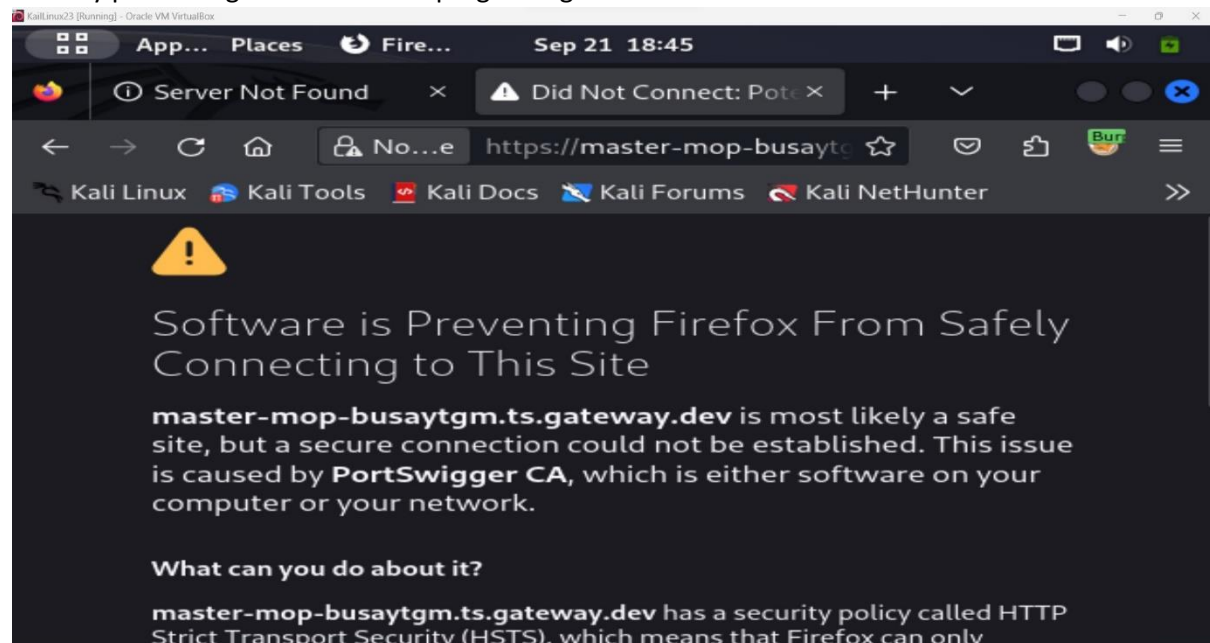 KailLinux23 [Running] - Oracle VM VirtualBox
App... Places Fire... Sep 21 18:45
Server Not Found Did Not Connect: Pote
No...e https://master-mop-busaytg
Kali Linux Kali Tools Kali Docs Kali Forums Kali NetHunter
Software is Preventing Firefox From Safely
Connecting to This Site
master-mop-busaytgm.ts.gateway.dev is most likely a safe
site, but a secure connection could not be established. This issue
is caused by PortSwigger CA, which is either software on your
computer or your network.
What can you do about it?
master-mop-busaytgm.ts.gateway.dev has a security policy called HTTP
Strict Transport Security (HSTS), which means that Firefox can only